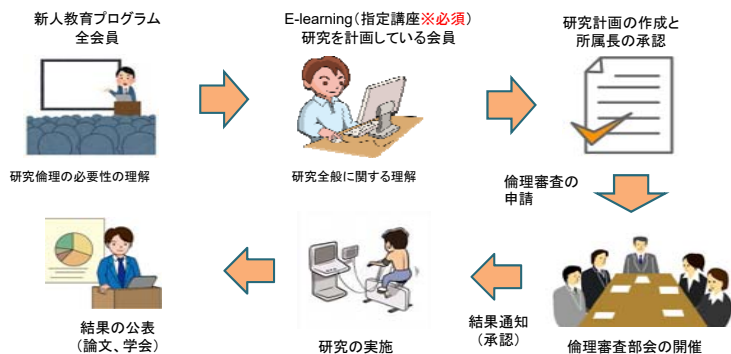 新人教育プログラム
全会員
E-learning（指定講座※必須）
研究を計画している会員
研究計画の作成と
所属長の承認
研究倫理の必要性の理解
研究全般に関する理解
倫理審査の
申請
結果の公表
（論文、学会）
研究の実施
結果通知
（承認）
倫理審査部会の開催